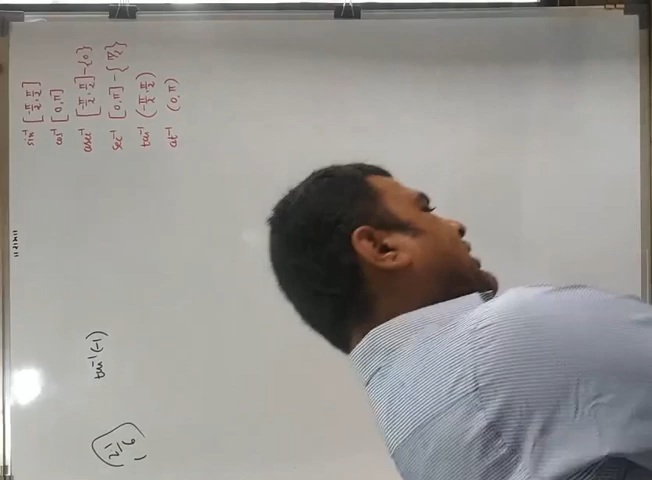 sin⁻¹ [-π/2, π/2]
cos⁻¹ [0, π]
cosec⁻¹ [-π/2, π/2] - {0}
sec⁻¹ [0, π] - {π/2}
tan⁻¹ (-π/2, π/2)
cot⁻¹ (0, π)
tan⁻¹(-1)